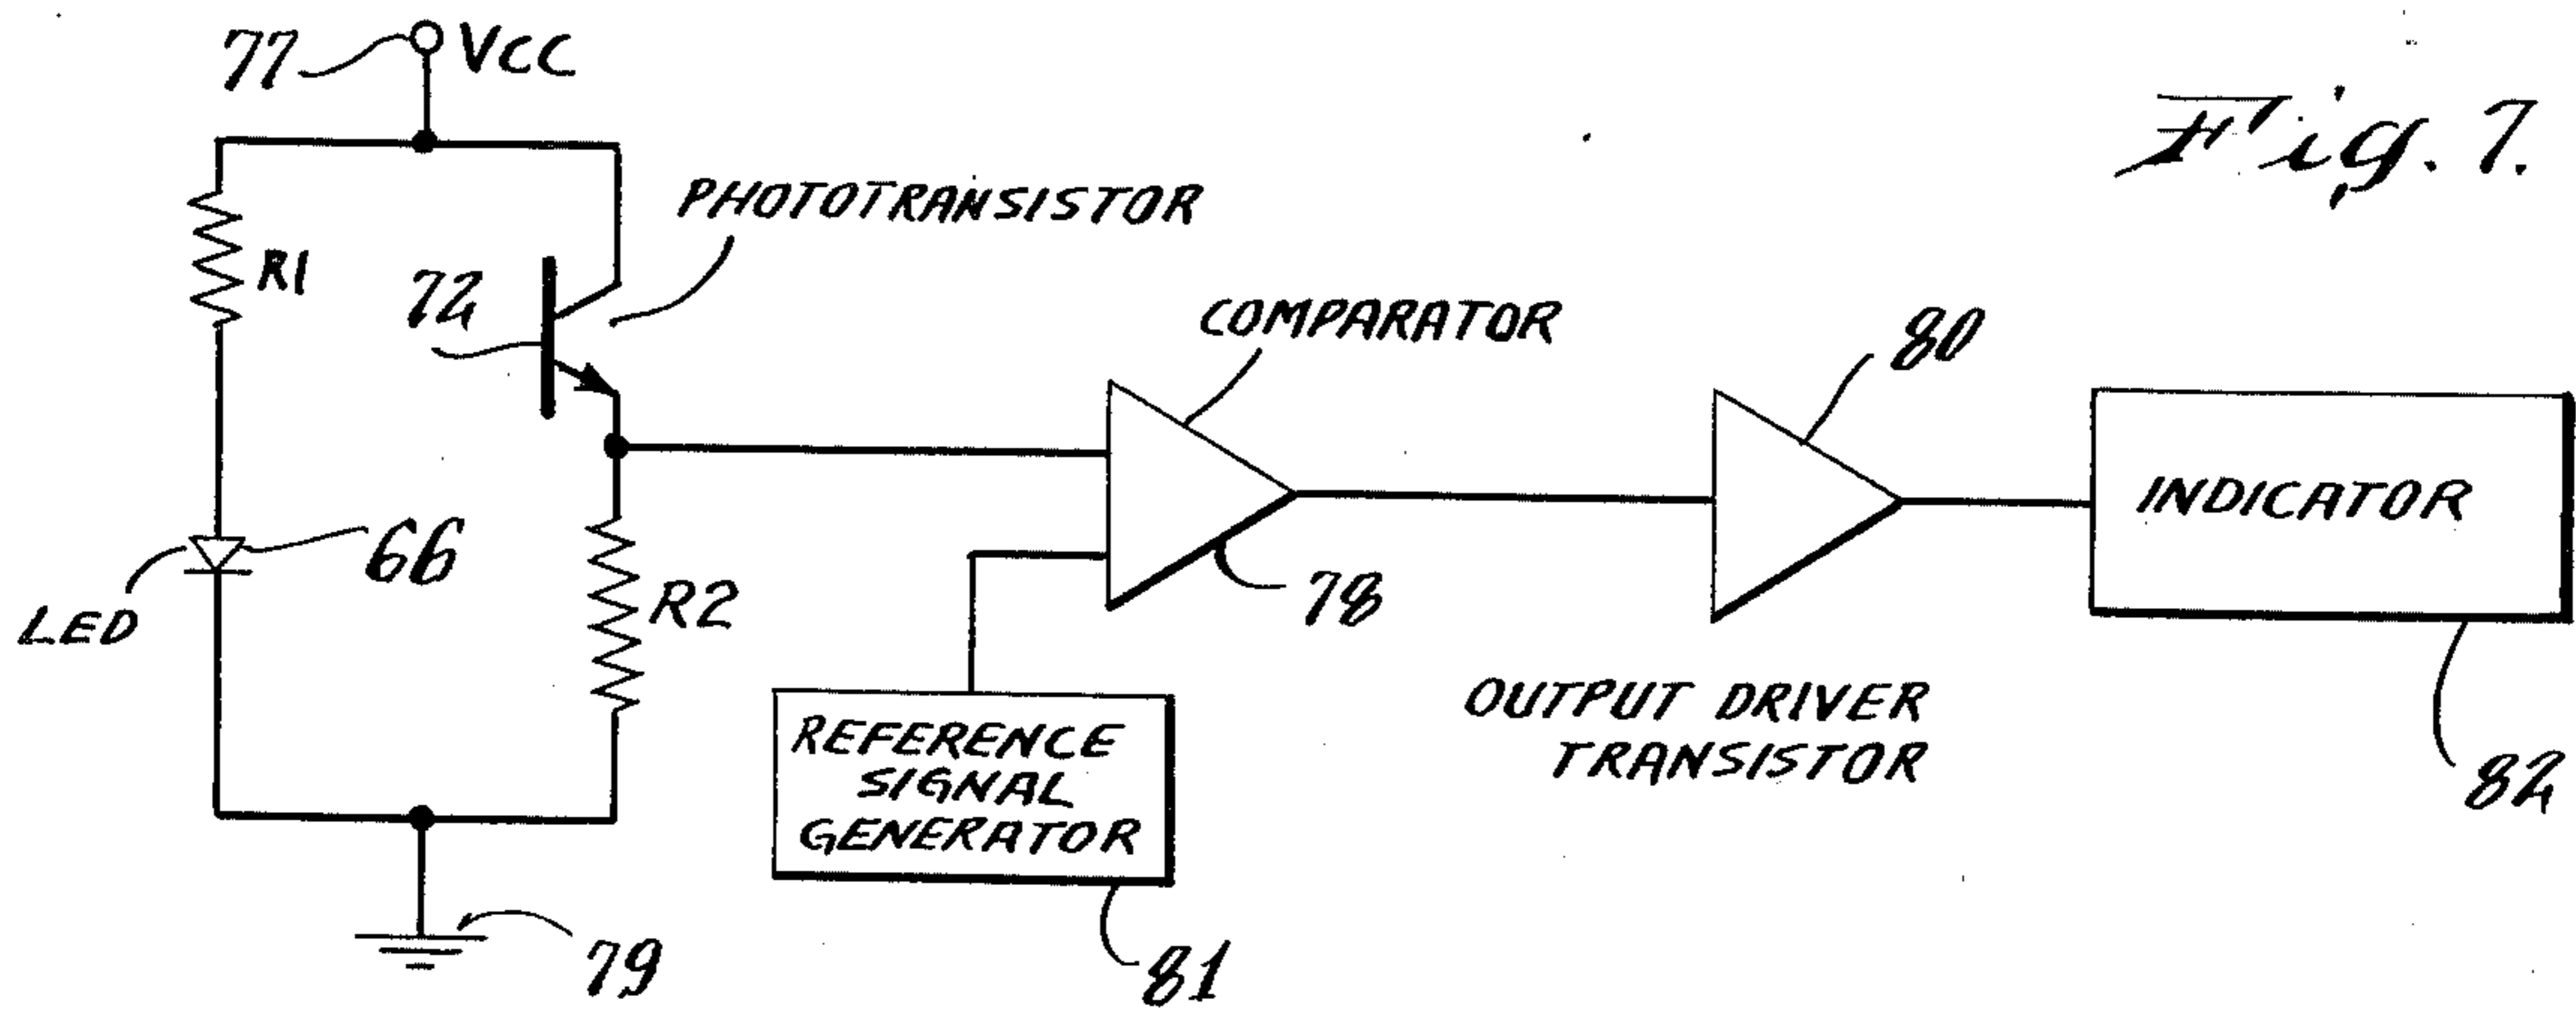 77
VCC
Fig. 7.
PHOTOTRANSISTOR
R1
72
COMPARATOR
80
INDICATOR
66
LED
R2
78
OUTPUT DRIVER
TRANSISTOR
REFERENCE
SIGNAL
GENERATOR
82
79
81